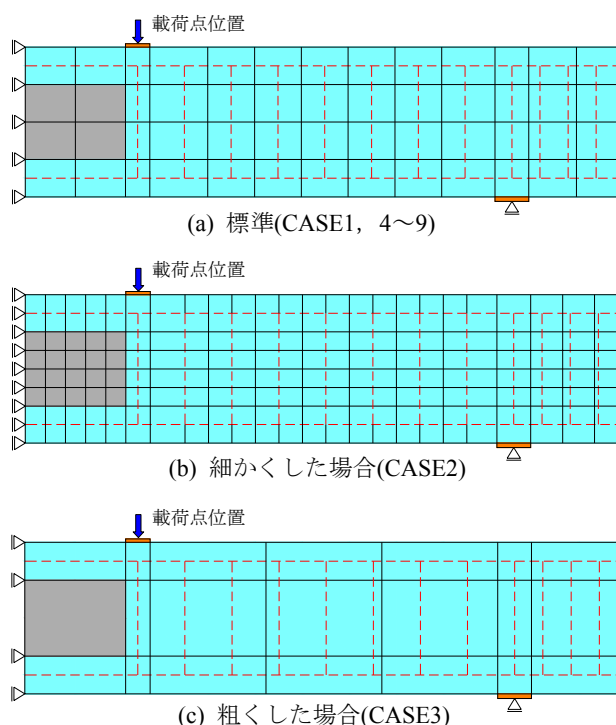 載荷点位置
(a) 標準(CASE1，4～9)
載荷点位置
(b) 細かくした場合(CASE2)
載荷点位置
(c) 粗くした場合(CASE3)